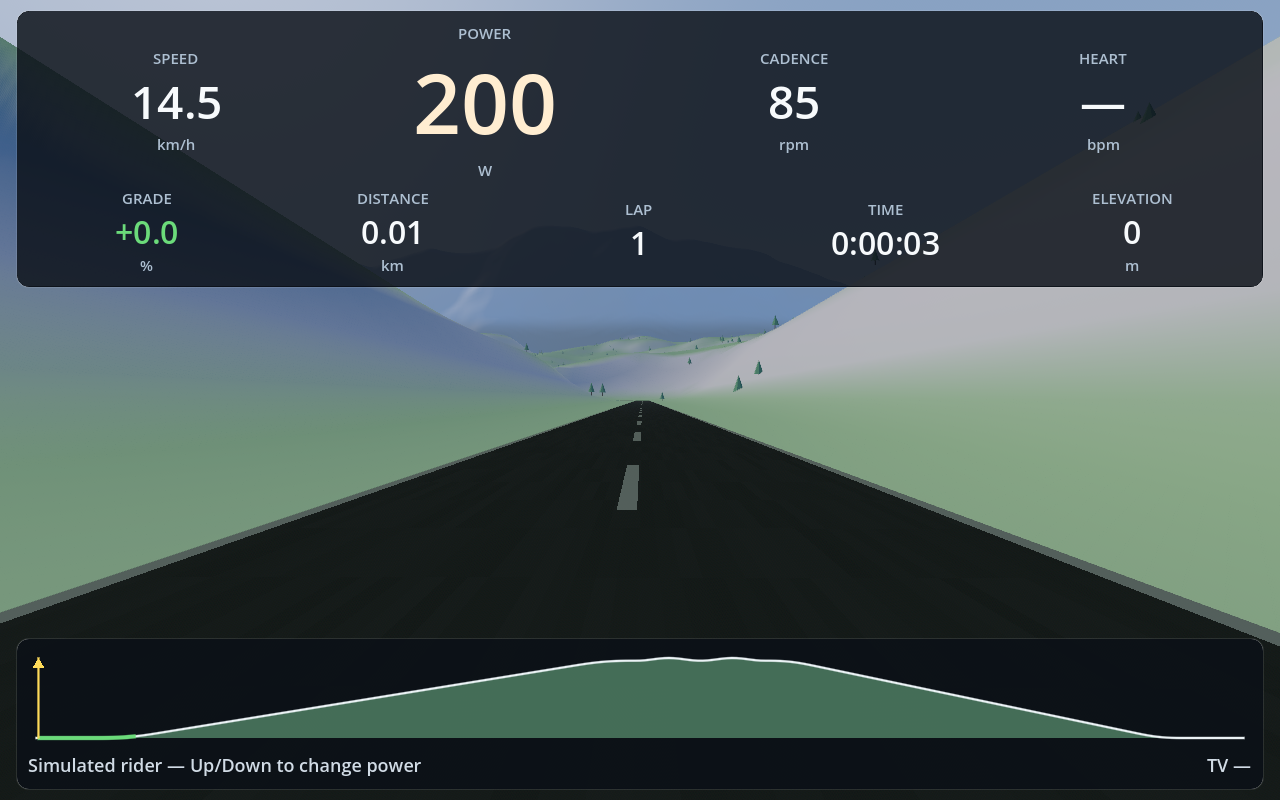 POWER
SPEED
CADENCE
HEART
14.5
200
85
—
km/h
rpm
bpm
W
GRADE
DISTANCE
LAP
TIME
ELEVATION
+0.0
0.01
1
0:00:03
0
%
km
m
Simulated rider — Up/Down to change power
TV —